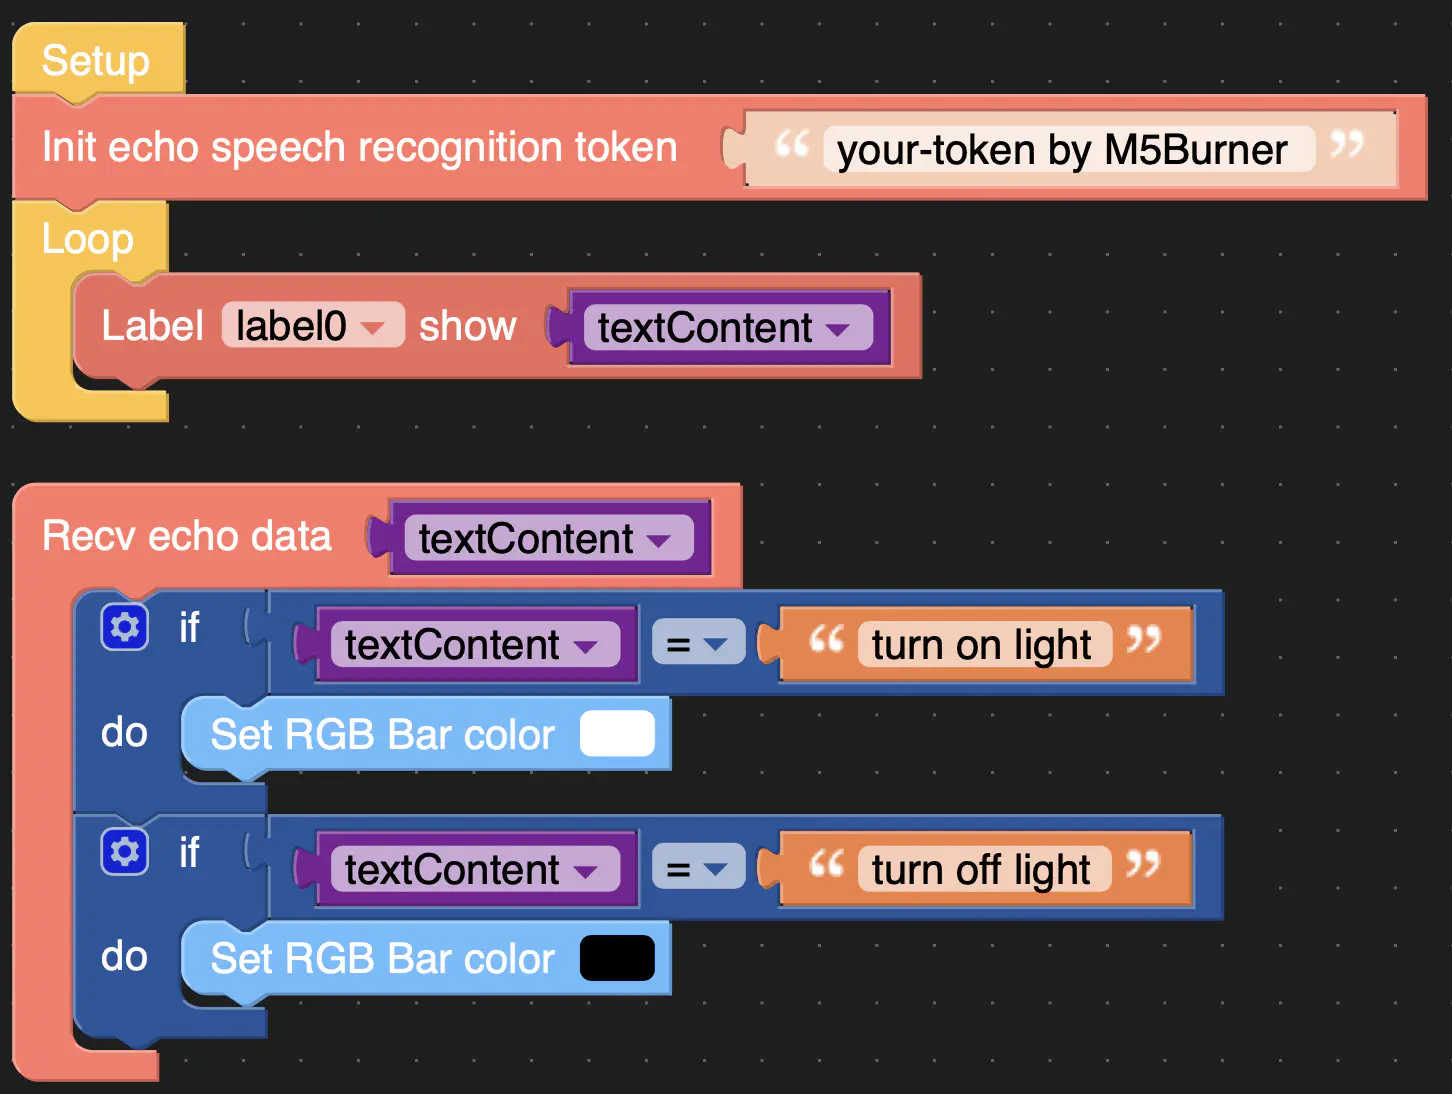 Setup
Init echo speech recognition token “ your-token by M5Burner ”
Loop
Label label0 show textContent
Recv echo data textContent
if textContent = “ turn on light ”
do Set RGB Bar color
if textContent = “ turn off light ”
do Set RGB Bar color